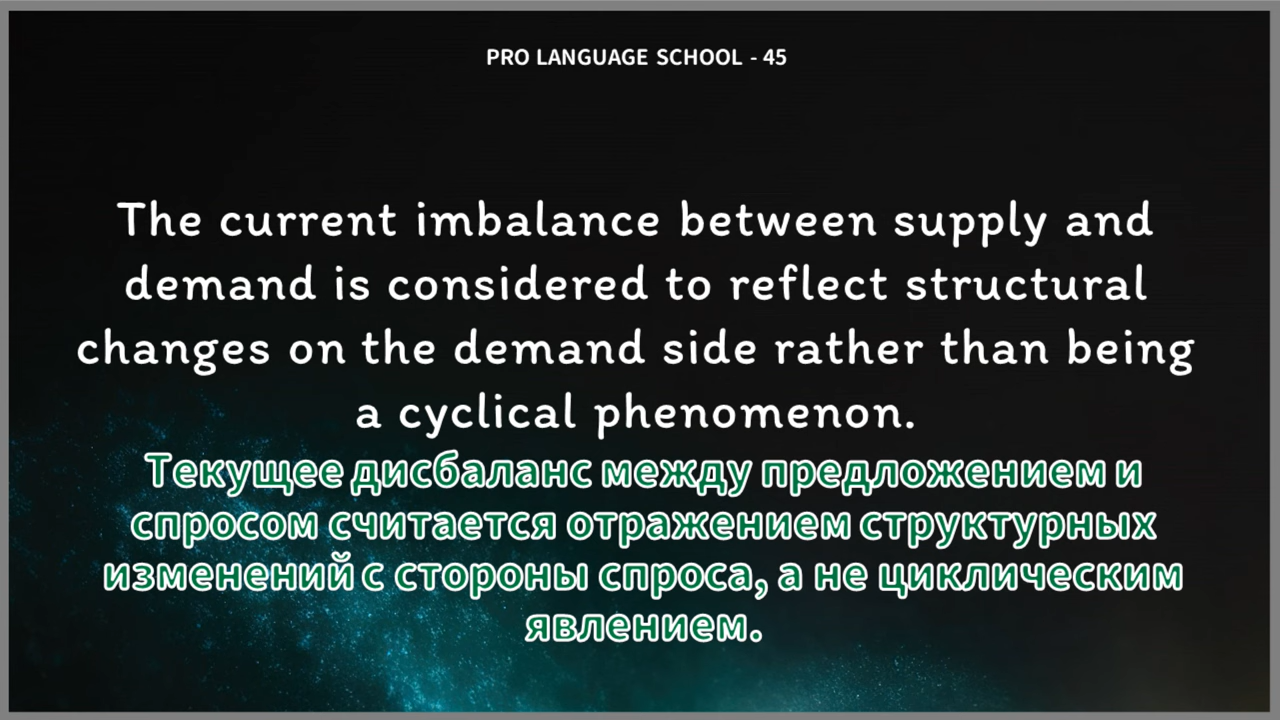 PRO LANGUAGE SCHOOL - 45
The current imbalance between supply and
demand is considered to reflect structural
changes on the demand side rather than being
a cyclical phenomenon.
Текущее дисбаланс между предложением и
спросом считается отражением структурных
изменений с стороны спроса, а не циклическим
явлением.